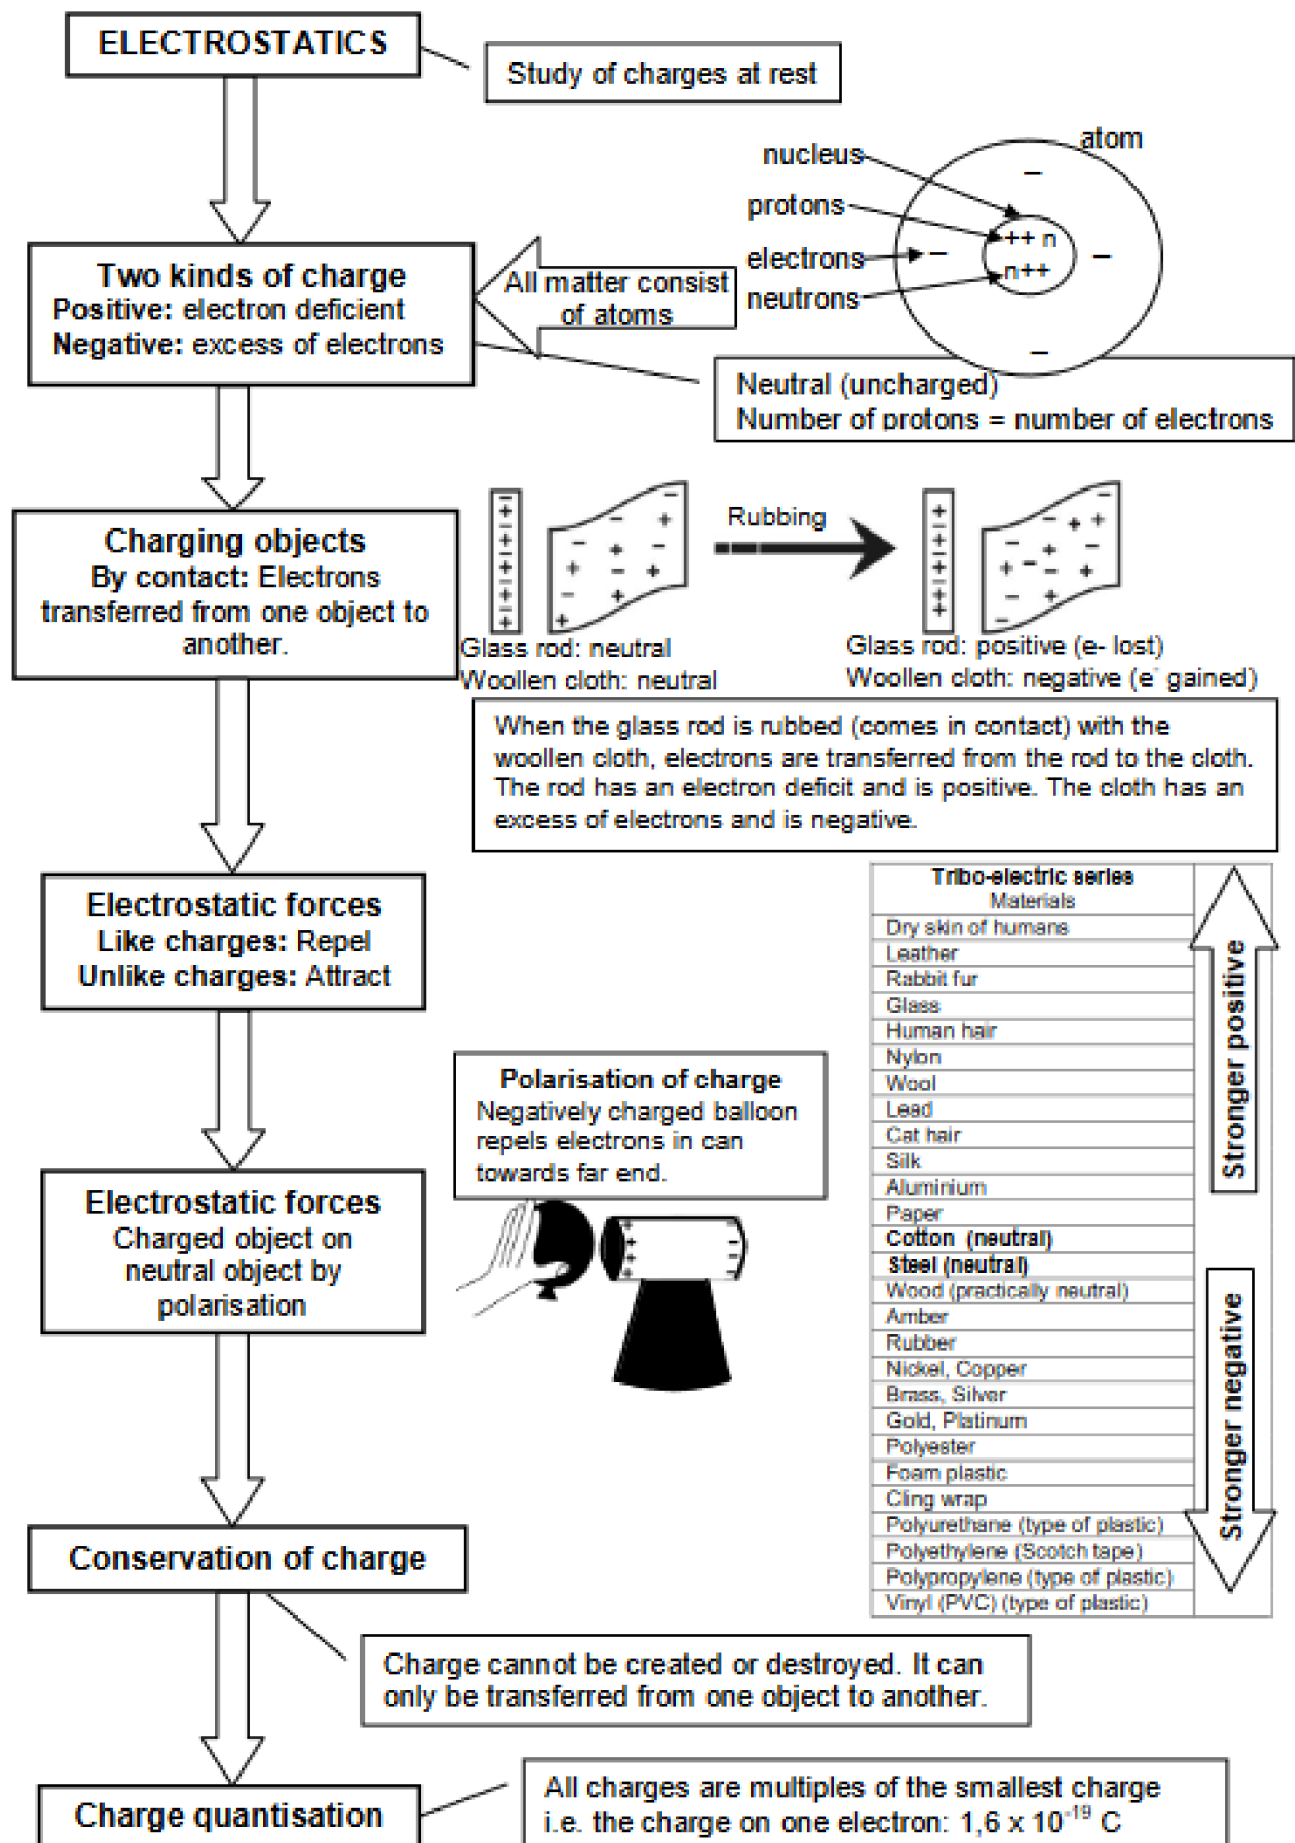 ELECTROSTATICS
Study of charges at rest
atom
nucleus
protons
electrons
neutrons
++ n
n++
Two kinds of charge
Positive: electron deficient
Negative: excess of electrons
All matter consist
of atoms
Neutral (uncharged)
Number of protons = number of electrons
Charging objects
By contact: Electrons
transferred from one object to
another.
Rubbing
Glass rod: neutral
Woollen cloth: neutral
Glass rod: positive (e- lost)
Woollen cloth: negative (e⁻ gained)
When the glass rod is rubbed (comes in contact) with the
woollen cloth, electrons are transferred from the rod to the cloth.
The rod has an electron deficit and is positive. The cloth has an
excess of electrons and is negative.
Electrostatic forces
Like charges: Repel
Unlike charges: Attract
Tribo-electric series
Materials
Dry skin of humans
Leather
Rabbit fur
Glass
Human hair
Nylon
Wool
Lead
Cat hair
Silk
Aluminium
Paper
Cotton (neutral)
Steel (neutral)
Wood (practically neutral)
Amber
Rubber
Nickel, Copper
Brass, Silver
Gold, Platinum
Polyester
Foam plastic
Cling wrap
Polyurethane (type of plastic)
Polyethylene (Scotch tape)
Polypropylene (type of plastic)
Vinyl (PVC) (type of plastic)
Stronger positive
Stronger negative
Polarisation of charge
Negatively charged balloon
repels electrons in can
towards far end.
Electrostatic forces
Charged object on
neutral object by
polarisation
Conservation of charge
Charge cannot be created or destroyed. It can
only be transferred from one object to another.
Charge quantisation
All charges are multiples of the smallest charge
i.e. the charge on one electron: 1,6 x 10⁻¹⁹ C